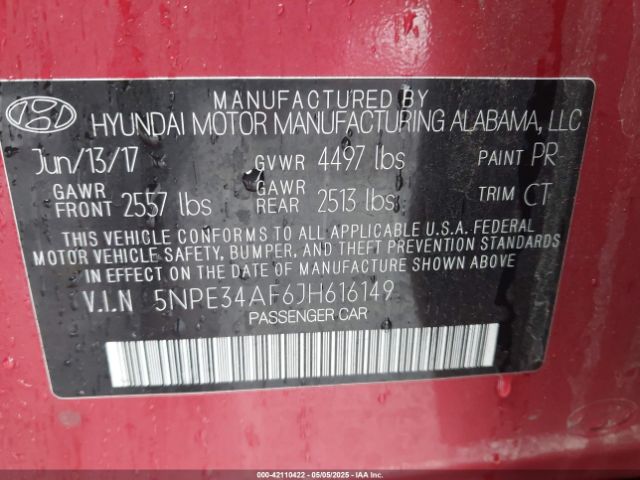 MANUFACTURED BY
HYUNDAI MOTOR MANUFACTURING ALABAMA, LLC
Jun/13/17 GVWR 4497 lbs PAINT PR
GAWR FRONT 2557 lbs GAWR REAR 2513 lbs TRIM CT
THIS VEHICLE CONFORMS TO ALL APPLICABLE U.S.A. FEDERAL
MOTOR VEHICLE SAFETY, BUMPER, AND THEFT PREVENTION STANDARDS
IN EFFECT ON THE DATE OF MANUFACTURE SHOWN ABOVE.
V.I.N 5NPE34AF6JH616149
PASSENGER CAR
000-42110422 - 05/05/2025 - IAA Inc.